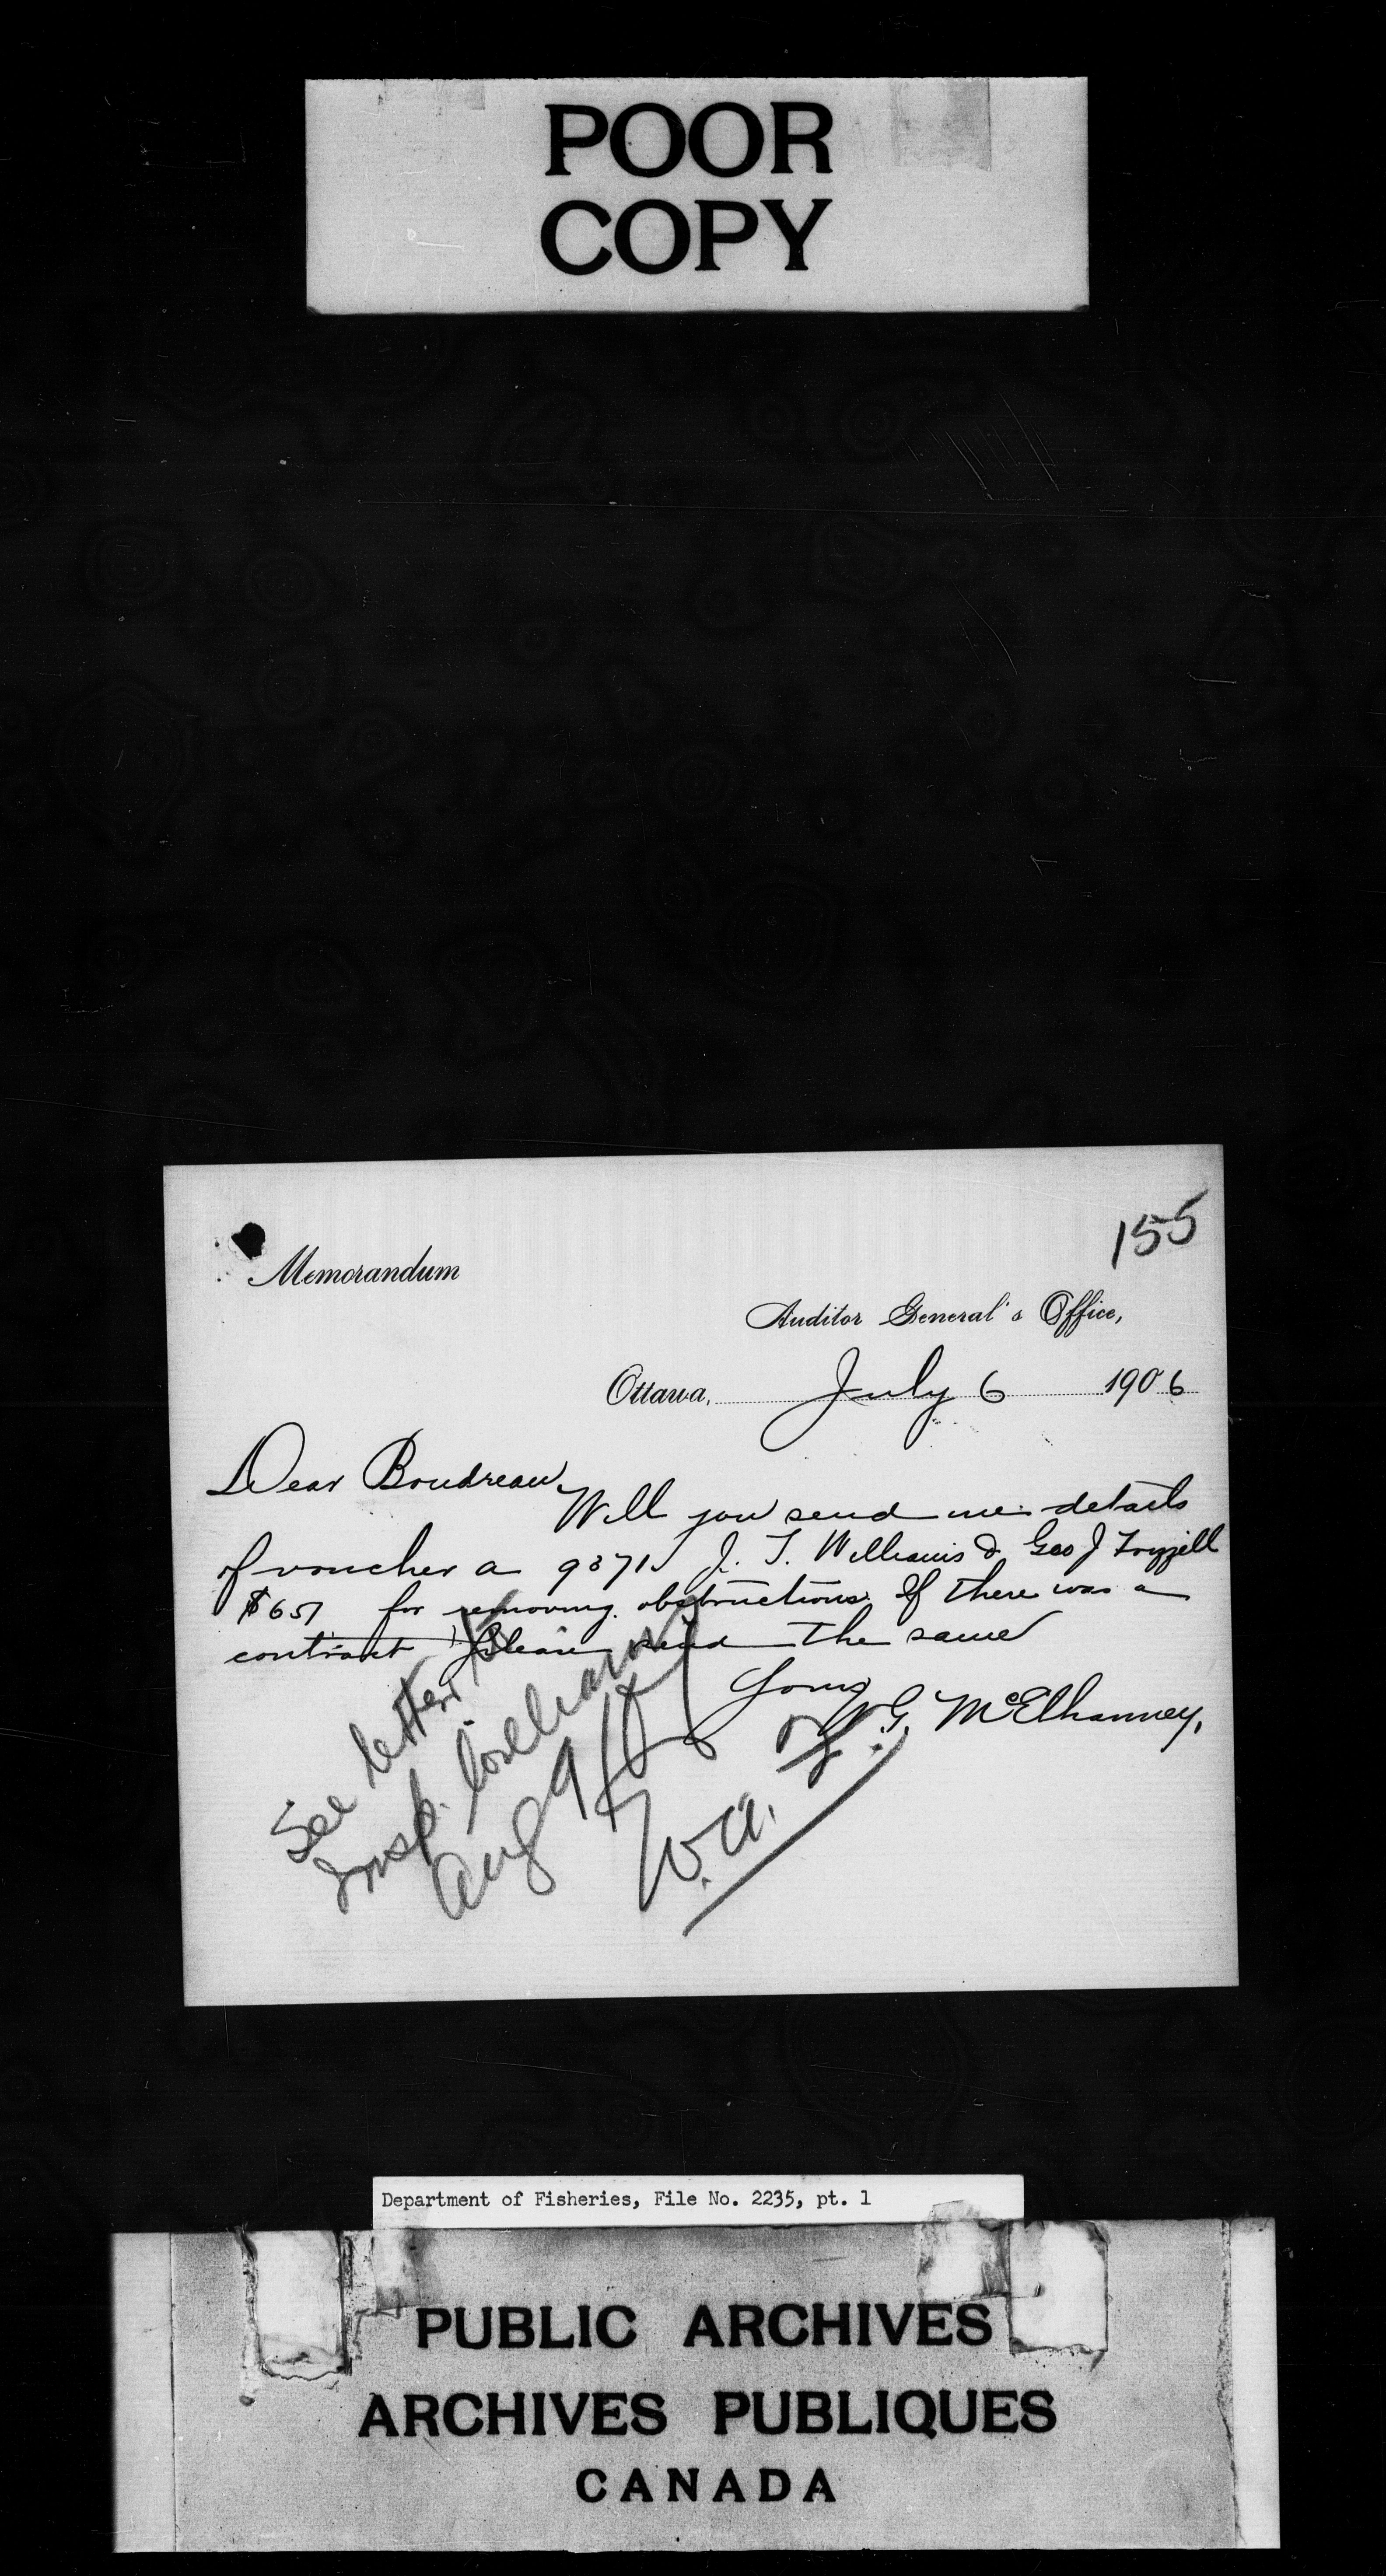 POOR
COPY
155
Memorandum
Auditor General's Office,
Ottawa, July 6 1906
Dear Boudreau,
Will you send me details
of voucher a 9371 J. T. Williams & Geo J
$651 for removing obstructions. If there was a
contract please send the same
Yours
G. McElhanney,
See letter to
Insp. Williams
Aug 9
W.A.
Department of Fisheries, File No. 2235, pt. 1
PUBLIC ARCHIVES
ARCHIVES PUBLIQUES
CANADA